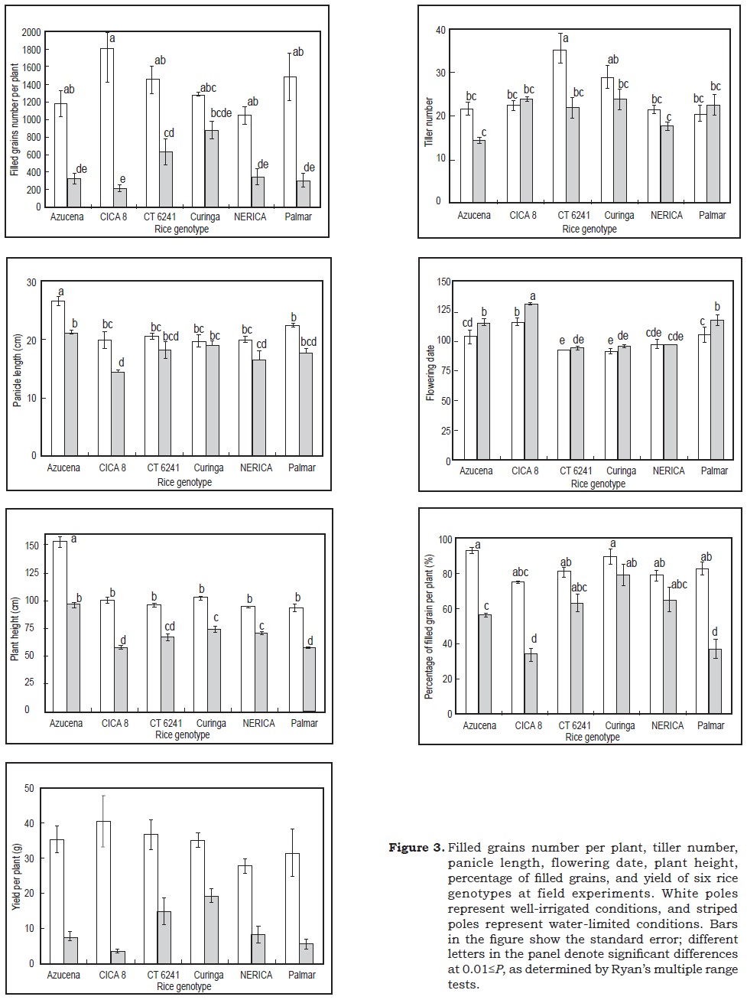 2000
1800
1600
1400
1200
1000
800
600
400
200
0
Filled grains number per plant
ab
de
a
e
ab
cd
abc
bcde
ab
de
ab
de
Azucena CICA 8 CT 6241 Curinga NERICA Palmar
Rice genotype
40
30
20
10
0
Tiller number
bc
c
bc
bc
a
bc
ab
bc
bc
c
bc
bc
Azucena CICA 8 CT 6241 Curinga NERICA Palmar
Rice genotype
30
20
10
0
Panicle length (cm)
a
b
bc
d
bc
bcd
bc
bc
bc
cd
b
bcd
Azucena CICA 8 CT 6241 Curinga NERICA Palmar
Rice genotype
150
125
100
75
50
25
0
Flowering date
cd
b
b
a
e
de
e
de
cde
cde
c
b
Azucena CICA 8 CT 6241 Curinga NERICA Palmar
Rice genotype
150
125
100
75
50
25
0
Plant height (cm)
a
b
b
d
b
cd
b
c
b
c
b
d
Azucena CICA 8 CT 6241 Curinga NERICA Palmar
Rice genotype
100
80
60
40
20
0
Percentage of filled grain per plant (%)
a
c
abc
d
ab
abc
a
ab
ab
abc
ab
d
Azucena CICA 8 CT 6241 Curinga NERICA Palmar
Rice genotype
50
40
30
20
10
0
Yield per plant (g)
Azucena CICA 8 CT 6241 Curinga NERICA Palmar
Rice genotype
Figure 3. Filled grains number per plant, tiller number,
panicle length, flowering date, plant height,
percentage of filled grains, and yield of six rice
genotypes at field experiments. White poles
represent well-irrigated conditions, and striped
poles represent water-limited conditions. Bars
in the figure show the standard error; different
letters in the panel denote significant differences
at 0.01≤P, as determined by Ryan's multiple range
tests.